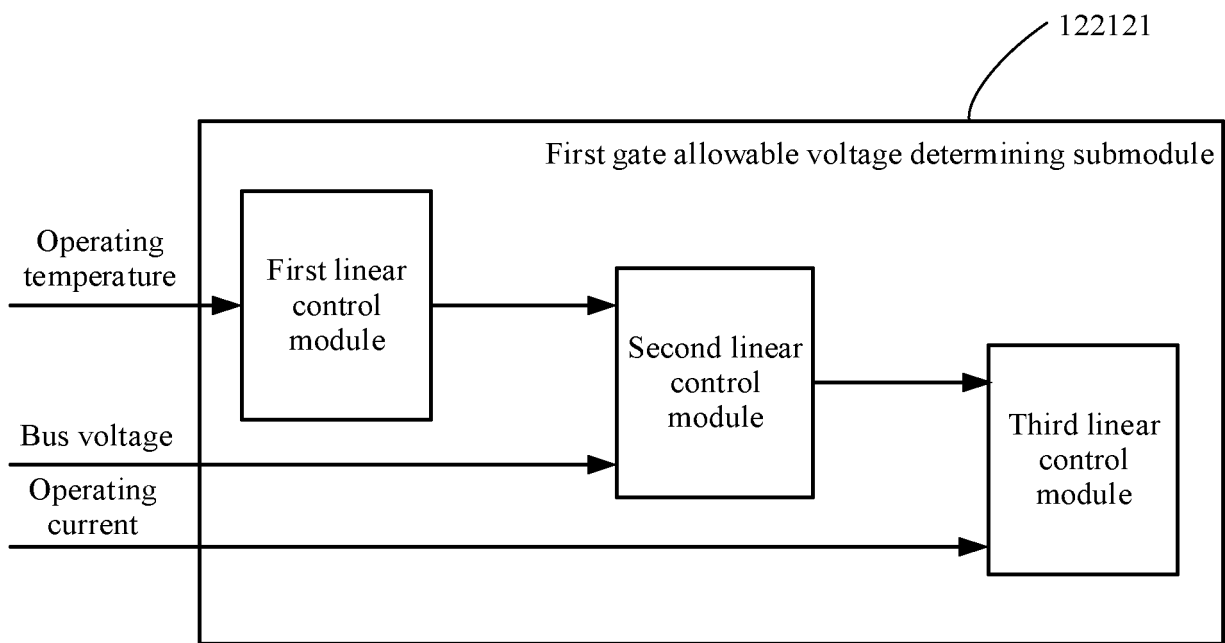 122121
First gate allowable voltage determining submodule
Operating
temperature
First linear
control
module
Second linear
control
module
Bus voltage
Third linear
control
module
Operating
current